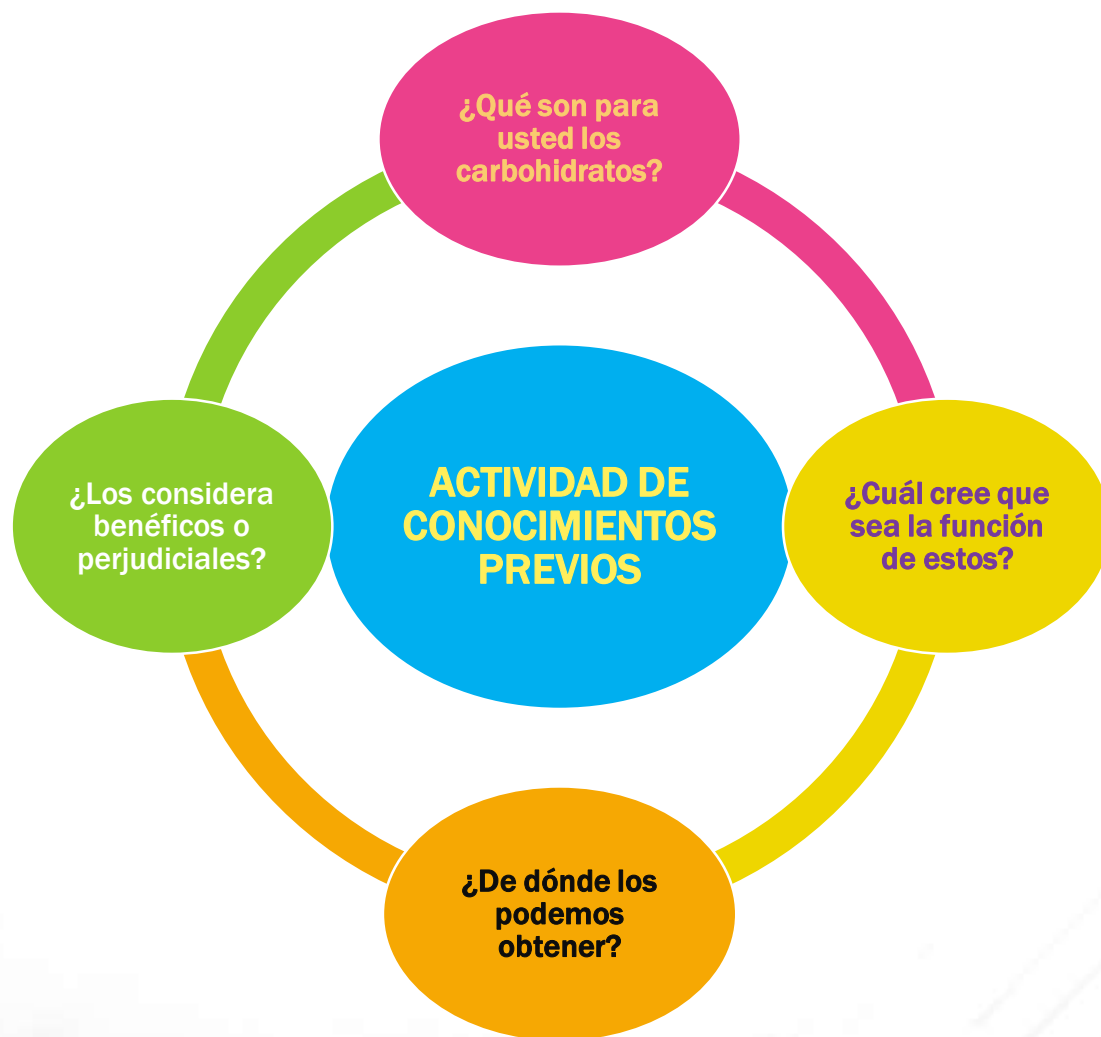 ¿Qué son para
usted los
carbohidratos?
¿Los considera
benéficos o
perjudiciales?
ACTIVIDAD DE
CONOCIMIENTOS
PREVIOS
¿Cuál cree que
sea la función
de estos?
¿De dónde los
podemos
obtener?